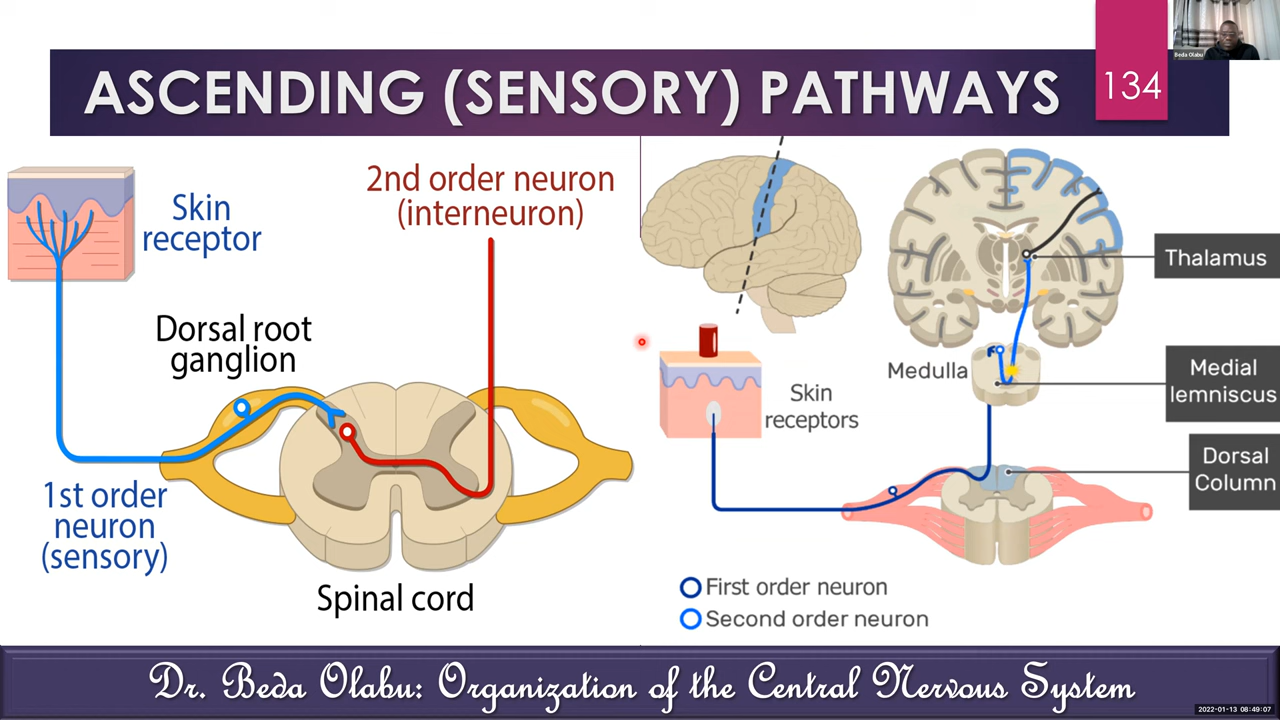 Beda Olabu
ASCENDING (SENSORY) PATHWAYS
134
Skin
receptor
2nd order neuron
(interneuron)
Dorsal root
ganglion
1st order
neuron
(sensory)
Spinal cord
Thalamus
Medulla
Medial
lemniscus
Skin
receptors
Dorsal
Column
First order neuron
Second order neuron
Dr. Beda Olabu: Organization of the Central Nervous System
2022-01-13 08:49:07